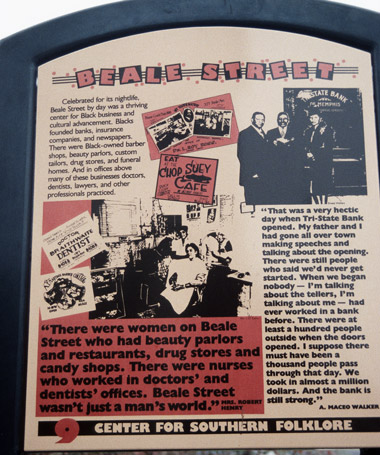 BEALE STREET
Celebrated for its nightlife,
Beale Street by day was a thriving
center for Black business and
cultural advancement. Blacks
founded banks, insurance
companies, and newspapers.
There were Black-owned barber
shops, beauty parlors, custom
tailors, drug stores, and funeral
homes. And in offices above
many of these businesses doctors,
dentists, lawyers, and other
professionals practiced.
EAT
CHOP SUEY
CAFE
DENTIST
TRI-STATE BANK
OF MEMPHIS
"That was a very hectic
day when Tri-State Bank
opened. My father and I
had gone all over town
making speeches and
talking about the opening.
There were still people
who said we'd never get
started. When we began
nobody — I'm talking
about the tellers, I'm
talking about me — had
ever worked in a bank
before. There were at
least a hundred people
outside when the doors
opened. I suppose there
must have been a
thousand people pass
through that day. We
took in almost a million
dollars. And the bank is
still strong."
A. MACEO WALKER
"There were women on Beale
Street who had beauty parlors
and restaurants, drug stores and
candy shops. There were nurses
who worked in doctors' and
dentists' offices. Beale Street
wasn't just a man's world." MRS. ROBERT
HENRY
9 CENTER FOR SOUTHERN FOLKLORE